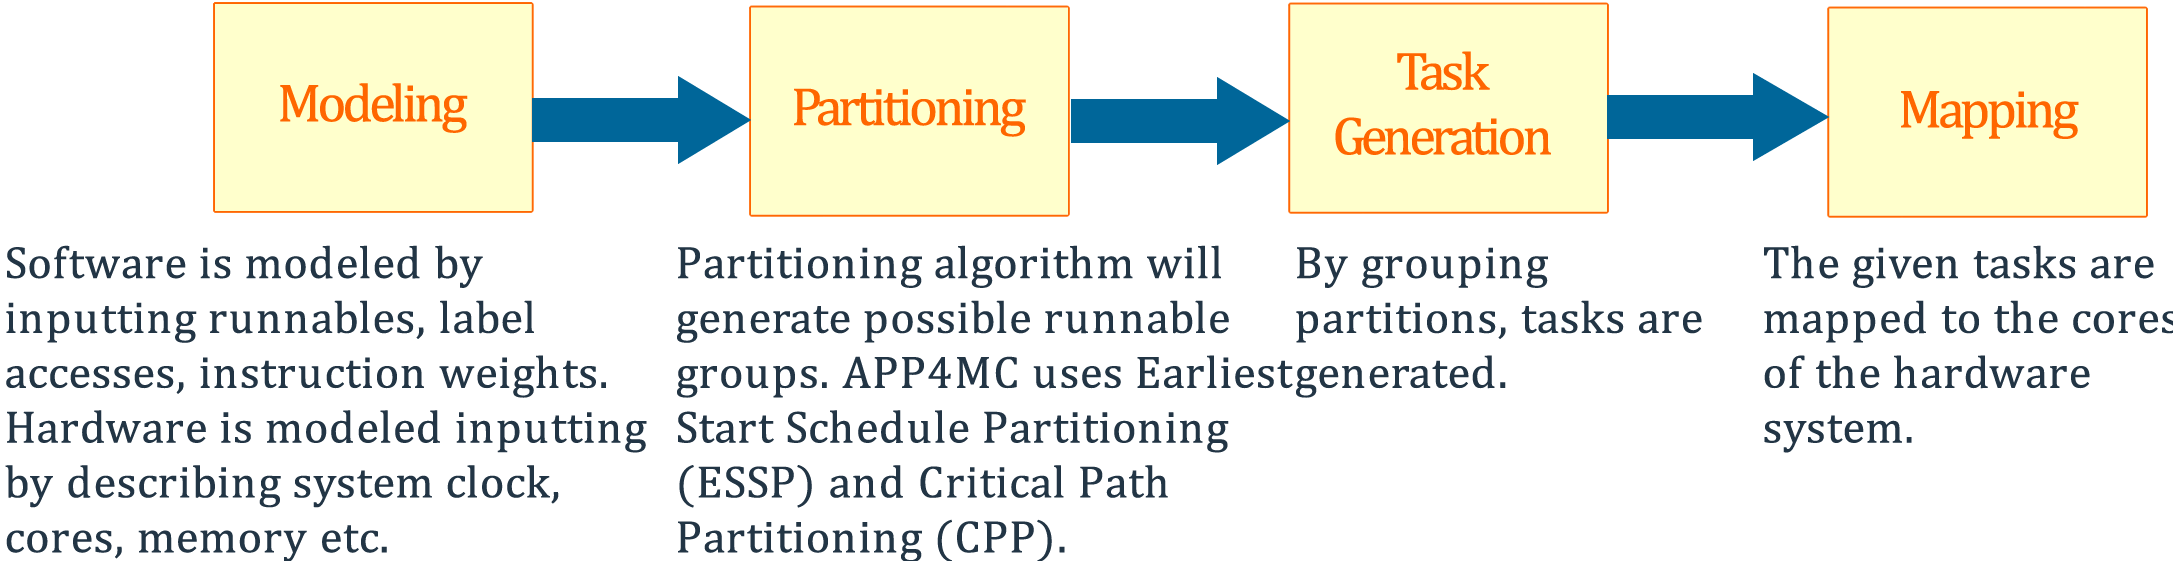 Modeling
Partitioning
Task
Generation
Mapping
Software is modeled by
inputting runnables, label
accesses, instruction weights.
Hardware is modeled inputting
by describing system clock,
cores, memory etc.
Partitioning algorithm will
generate possible runnable
groups. APP4MC uses Earliest
Start Schedule Partitioning
(ESSP) and Critical Path
Partitioning (CPP).
By grouping
partitions, tasks are
generated.
The given tasks are
mapped to the cores
of the hardware
system.